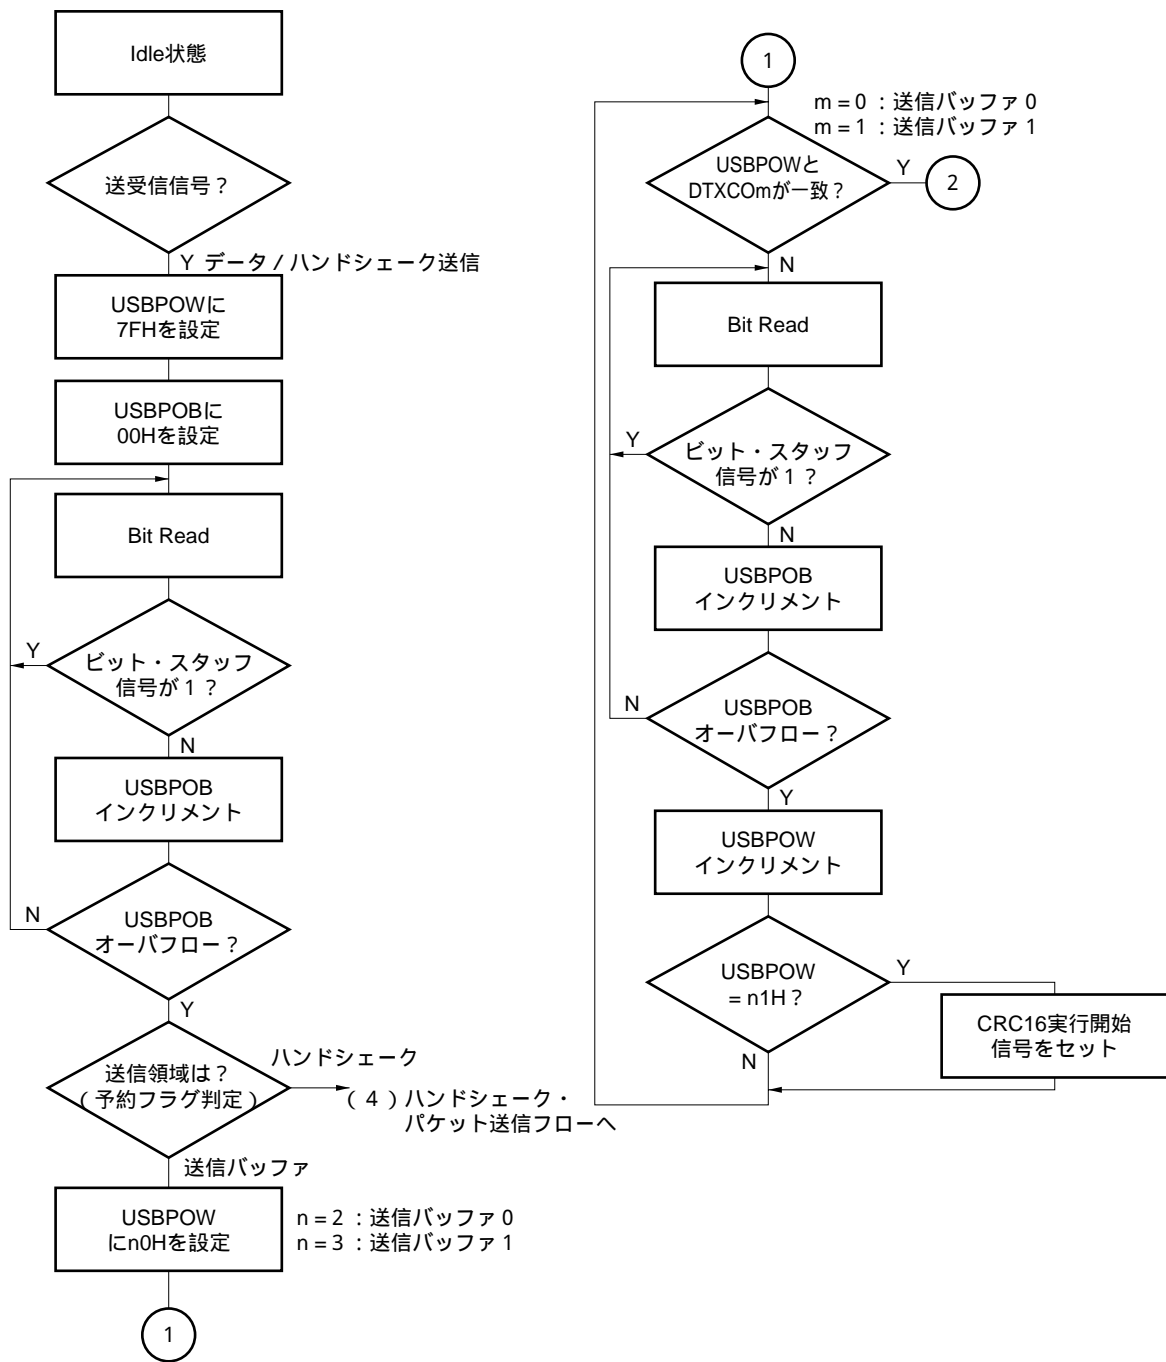 Idle状態
送受信信号？
Y データ / ハンドシェーク送信
USBPOWに
7FHを設定
USBPOBに
00Hを設定
Bit Read
Y
ビット・スタッフ
信号が１？
N
USBPOB
インクリメント
N
USBPOB
オーバフロー？
Y
送信領域は？
（予約フラグ判定）
ハンドシェーク
（４）ハンドシェーク・
パケット送信フローへ
送信バッファ
USBPOW
にn0Hを設定
n = 2 ：送信バッファ 0
n = 3 ：送信バッファ 1
1
1
m = 0 ：送信バッファ 0
m = 1 ：送信バッファ 1
USBPOWと
DTXCOmが一致？
Y
2
N
Bit Read
Y
ビット・スタッフ
信号が１？
N
USBPOB
インクリメント
N
USBPOB
オーバフロー？
Y
USBPOW
インクリメント
USBPOW
= n1H？
Y
CRC16実行開始
信号をセット
N